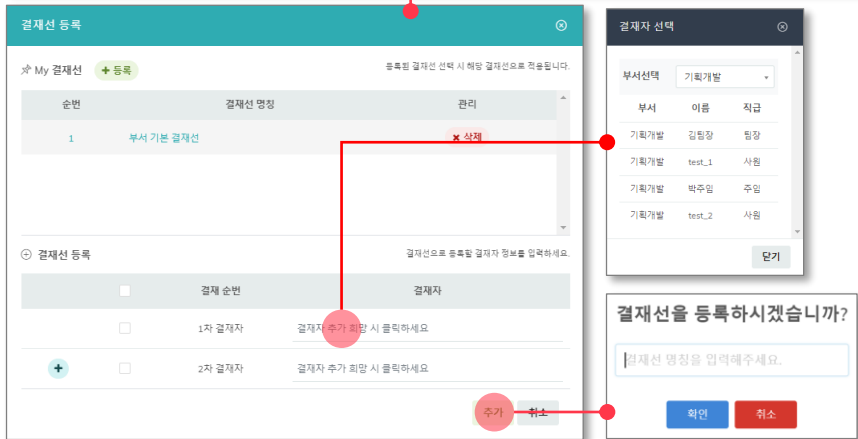 결재선 등록
My 결재선 + 등록
등록된 결재선 선택 시 해당 결재선으로 적용됩니다.
순번 결재선 명칭 관리
1 부서 기본 결재선 × 삭제
결재선 등록
결재선으로 등록할 결재자 정보를 입력하세요.
결재 순번 결재자
1차 결재자 결재자 추가 희망 시 클릭하세요
2차 결재자 결재자 추가 희망 시 클릭하세요
추가 취소
결재자 선택
부서선택 기획개발
부서 이름 직급
기획개발 김팀장 팀장
기획개발 test_1 사원
기획개발 박주임 주임
기획개발 test_2 사원
닫기
결재선을 등록하시겠습니까?
결재선 명칭을 입력해주세요.
확인 취소